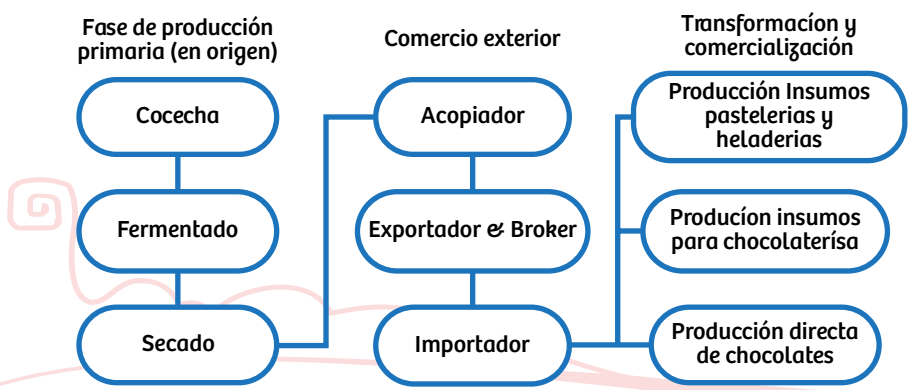 Fase de producción
primaria (en origen)
Cocecha
Fermentado
Secado
Comercio exterior
Acopiador
Exportador & Broker
Importador
Transformacíon y
comercialización
Producción Insumos
pastelerias y
heladerias
Producíon insumos
para chocolaterísa
Producción directa
de chocolates